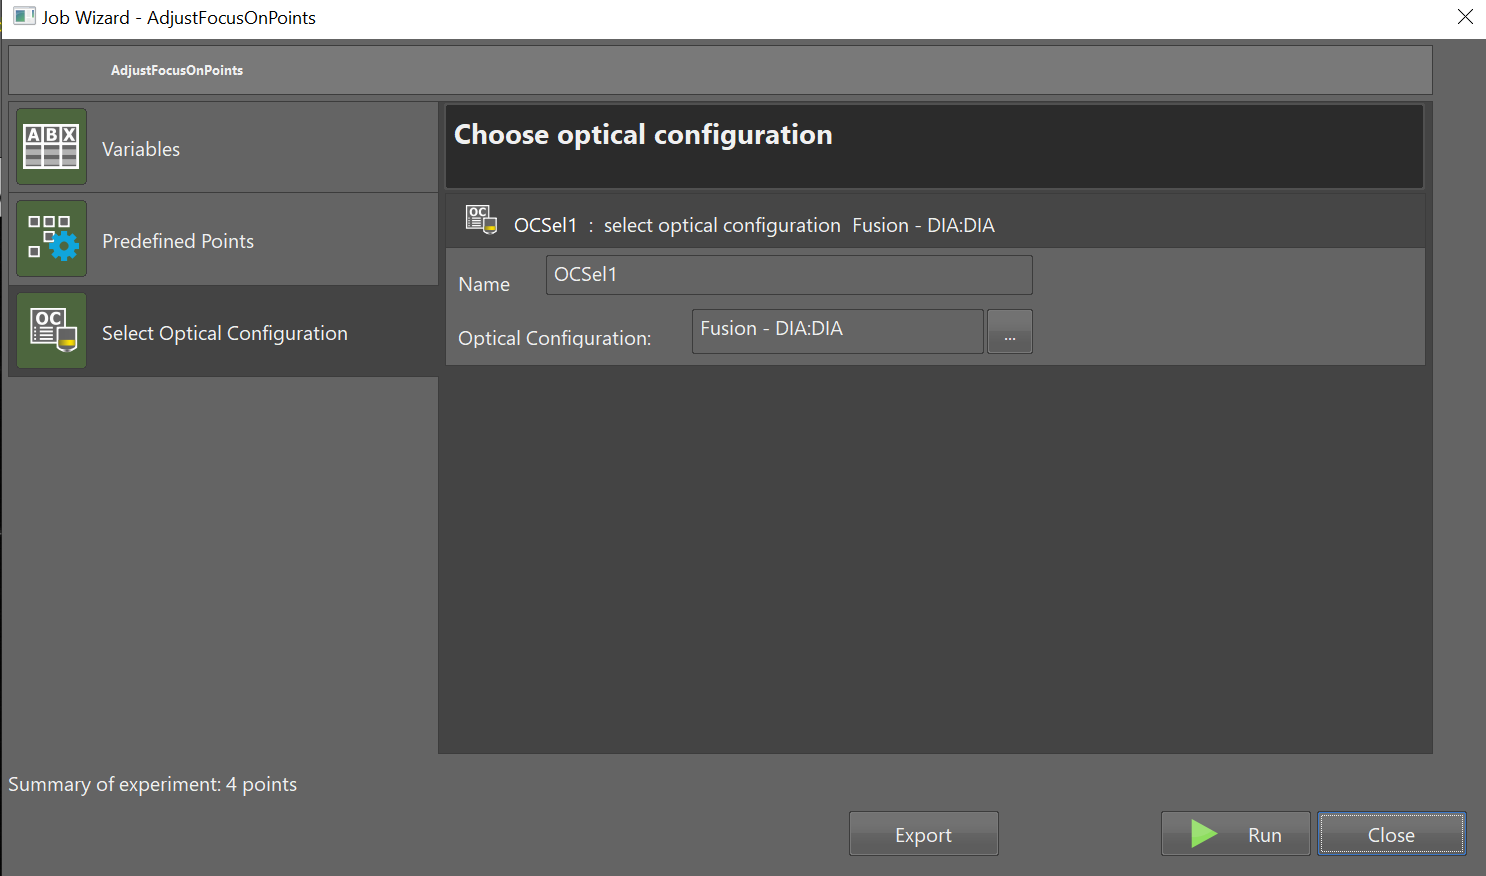 Job Wizard - AdjustFocusOnPoints
AdjustFocusOnPoints
ABX
Variables
Predefined Points
OC
Select Optical Configuration
Choose optical configuration
OC
OCSel1 : select optical configuration Fusion - DIA:DIA
Name
OCSel1
Optical Configuration:
Fusion - DIA:DIA
...
Summary of experiment: 4 points
Export
Run
Close